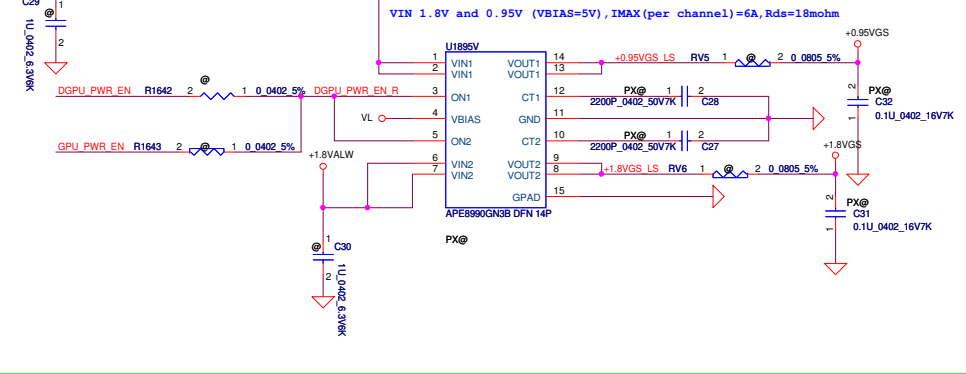 VIN 1.8V and 0.95V (VBIAS=5V),IMAX(per channel)=6A,Rds=18mohm
C29
1
2
1U_0402_6.3V6K
+0.95VGS
U1895V
1 VIN1 VOUT1 14
2 VIN1 VOUT1 13
+0.95VGS_LS RV5 1 @ 2 0_0805_5%
DGPU_PWR_EN R1642 2 @ 1 0_0402_5% DGPU_PWR_EN_R
3 ON1 CT1 12
PX@ 1 2
2200P_0402_50V7K C28
PX@
1
2
C32
0.1U_0402_16V7K
VL 4 VBIAS GND 11
GPU_PWR_EN R1643 2 @ 1 0_0402_5%
5 ON2 CT2 10
PX@ 1 2
2200P_0402_50V7K C27
+1.8VALW
+1.8VGS
6 VIN2 VOUT2 9
7 VIN2 VOUT2 8
+1.8VGS_LS RV6 1 @ 2 0_0805_5%
GPAD 15
APE8990GN3B DFN 14P
PX@
2
1
PX@
C31
0.1U_0402_16V7K
@
1
2
C30
1U_0402_6.3V6K